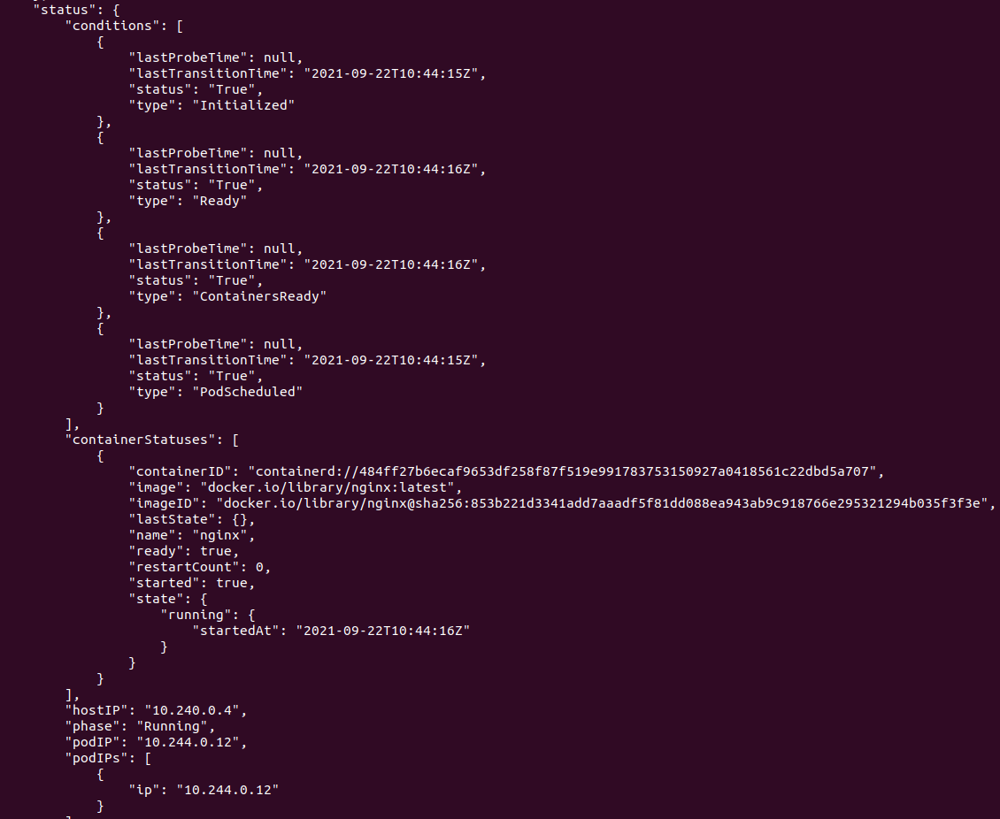 "status": {
"conditions": [
{
"lastProbeTime": null,
"lastTransitionTime": "2021-09-22T10:44:15Z",
"status": "True",
"type": "Initialized"
},
{
"lastProbeTime": null,
"lastTransitionTime": "2021-09-22T10:44:16Z",
"status": "True",
"type": "Ready"
},
{
"lastProbeTime": null,
"lastTransitionTime": "2021-09-22T10:44:16Z",
"status": "True",
"type": "ContainersReady"
},
{
"lastProbeTime": null,
"lastTransitionTime": "2021-09-22T10:44:15Z",
"status": "True",
"type": "PodScheduled"
}
],
"containerStatuses": [
{
"containerID": "containerd://484ff27b6ecaf9653df258f87f519e991783753150927a0418561c22dbd5a707",
"image": "docker.io/library/nginx:latest",
"imageID": "docker.io/library/nginx@sha256:853b221d3341add7aaadf5f81dd088ea943ab9c918766e295321294b035f3f3e",
"lastState": {},
"name": "nginx",
"ready": true,
"restartCount": 0,
"started": true,
"state": {
"running": {
"startedAt": "2021-09-22T10:44:16Z"
}
}
}
],
"hostIP": "10.240.0.4",
"phase": "Running",
"podIP": "10.244.0.12",
"podIPs": [
{
"ip": "10.244.0.12"
}